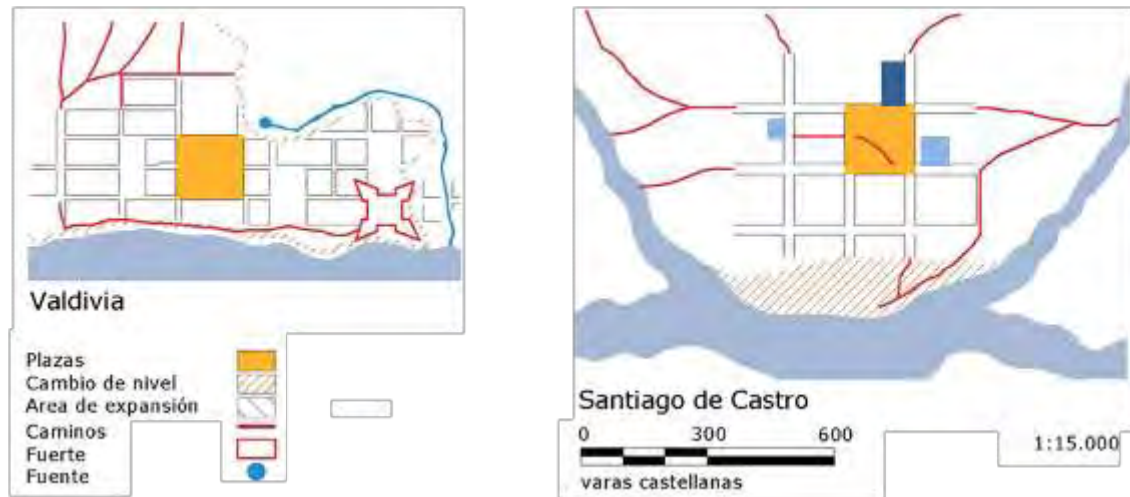 Valdivia
Plazas
Cambio de nivel
Area de expansión
Caminos
Fuerte
Fuente
Santiago de Castro
0 300 600
varas castellanas
1:15.000